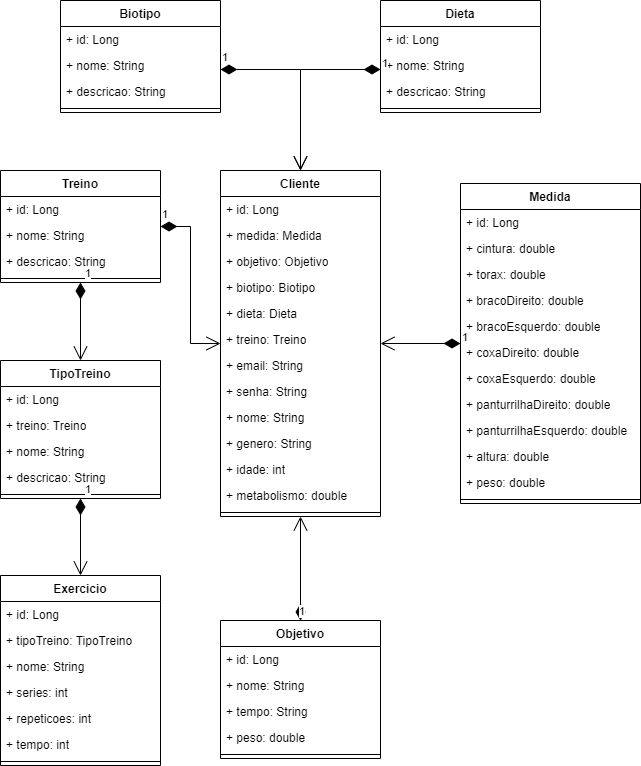 Biotipo
+ id: Long
+ nome: String
+ descricao: String
1
Dieta
+ id: Long
+ nome: String
+ descricao: String
1
Treino
+ id: Long
+ nome: String
+ descricao: String
1
1
Cliente
+ id: Long
+ medida: Medida
+ objetivo: Objetivo
+ biotipo: Biotipo
+ dieta: Dieta
+ treino: Treino
+ email: String
+ senha: String
+ nome: String
+ genero: String
+ idade: int
+ metabolismo: double
Medida
+ id: Long
+ cintura: double
+ torax: double
+ bracoDireito: double
+ bracoEsquerdo: double
+ coxaDireito: double
+ coxaEsquerdo: double
+ panturrilhaDireito: double
+ panturrilhaEsquerdo: double
+ altura: double
+ peso: double
1
TipoTreino
+ id: Long
+ treino: Treino
+ nome: String
+ descricao: String
1
Exercicio
+ id: Long
+ tipoTreino: TipoTreino
+ nome: String
+ series: int
+ repeticoes: int
+ tempo: int
1
Objetivo
+ id: Long
+ nome: String
+ tempo: String
+ peso: double